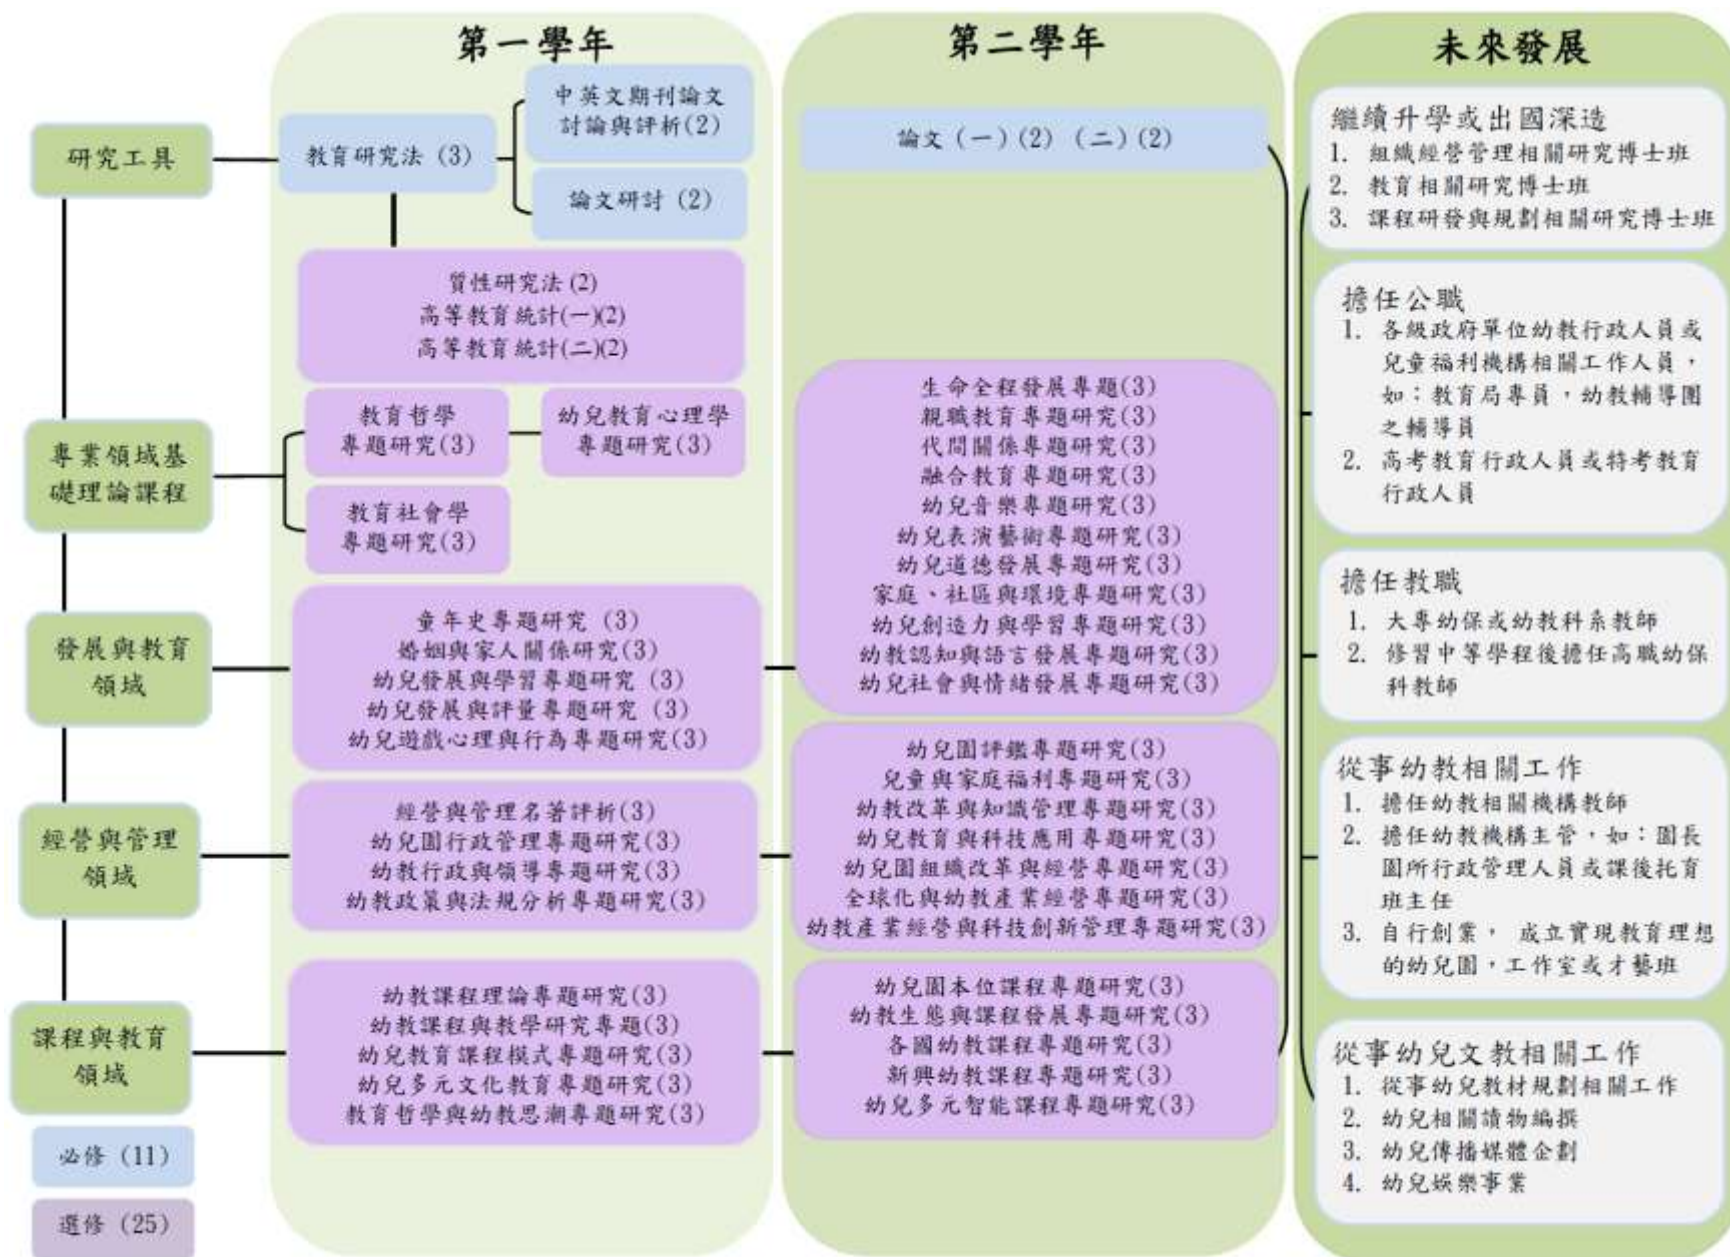 第一學年
第二學年
未來發展
研究工具
教育研究法 (3)
中英文期刊論文
討論與評析(2)
論文研討 (2)
論文 (一) (2) (二) (2)
質性研究法(2)
高等教育統計(一)(2)
高等教育統計(二)(2)
專業領域基
礎理論課程
教育哲學
專題研究(3)
幼兒教育心理學
專題研究(3)
教育社會學
專題研究(3)
發展與教育
領域
童年史專題研究 (3)
婚姻與家人關係研究(3)
幼兒發展與學習專題研究 (3)
幼兒發展與評量專題研究 (3)
幼兒遊戲心理與行為專題研究(3)
生命全程發展專題(3)
親職教育專題研究(3)
代間關係專題研究(3)
融合教育專題研究(3)
幼兒音樂專題研究(3)
幼兒表演藝術專題研究(3)
幼兒道德發展專題研究(3)
家庭、社區與環境專題研究(3)
幼兒創造力與學習專題研究(3)
幼教認知與語言發展專題研究(3)
幼兒社會與情緒發展專題研究(3)
經營與管理
領域
經營與管理名著評析(3)
幼兒園行政管理專題研究(3)
幼教行政與領導專題研究(3)
幼教政策與法規分析專題研究(3)
幼兒園評鑑專題研究(3)
兒童與家庭福利專題研究(3)
幼教改革與知識管理專題研究(3)
幼兒教育與科技應用專題研究(3)
幼兒園組織改革與經營專題研究(3)
全球化與幼教產業經營專題研究(3)
幼教產業經營與科技創新管理專題研究(3)
課程與教育
領域
幼教課程理論專題研究(3)
幼教課程與教學研究專題(3)
幼兒教育課程模式專題研究(3)
幼兒多元文化教育專題研究(3)
教育哲學與幼教思潮專題研究(3)
幼兒園本位課程專題研究(3)
幼教生態與課程發展專題研究(3)
各國幼教課程專題研究(3)
新興幼教課程專題研究(3)
幼兒多元智能課程專題研究(3)
必修 (11)
選修 (25)
繼續升學或出國深造
1. 組織經營管理相關研究博士班
2. 教育相關研究博士班
3. 課程研發與規劃相關研究博士班
擔任公職
1. 各級政府單位幼教行政人員或
兒童福利機構相關工作人員，
如：教育局專員，幼教輔導團
之輔導員
2. 高考教育行政人員或特考教育
行政人員
擔任教職
1. 大專幼保或幼教科系教師
2. 修習中等學程後擔任高職幼保
科教師
從事幼教相關工作
1. 擔任幼教相關機構教師
2. 擔任幼教機構主管，如：園長
園所行政管理人員或課後托育
班主任
3. 自行創業， 成立實現教育理想
的幼兒園，工作室或才藝班
從事幼兒文教相關工作
1. 從事幼兒教材規劃相關工作
2. 幼兒相關讀物編撰
3. 幼兒傳播媒體企劃
4. 幼兒娛樂事業